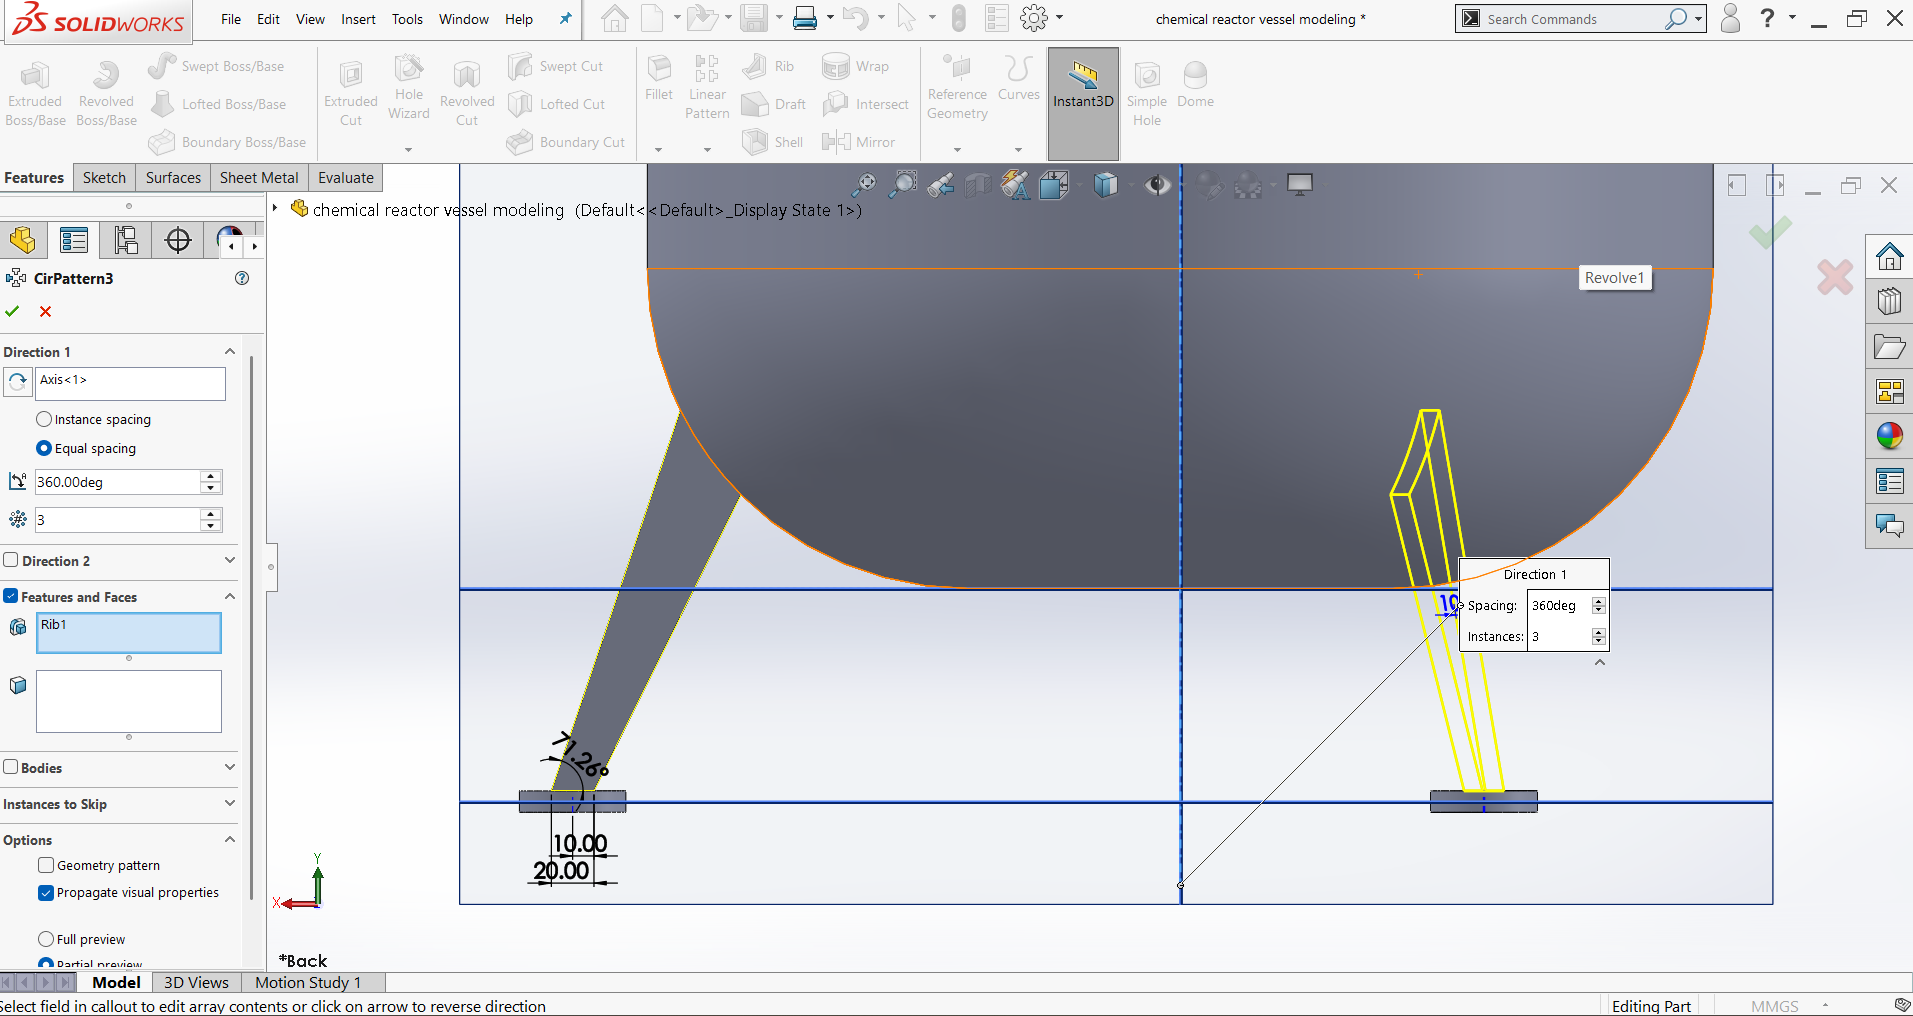 SOLIDWORKS
File Edit View Insert Tools Window Help
chemical reactor vessel modeling *
Search Commands
?
Extruded Boss/Base
Revolved Boss/Base
Swept Boss/Base
Lofted Boss/Base
Boundary Boss/Base
Extruded Cut
Hole Wizard
Revolved Cut
Swept Cut
Lofted Cut
Boundary Cut
Fillet
Linear Pattern
Rib
Draft
Shell
Wrap
Intersect
Mirror
Reference Geometry
Curves
Instant3D
Simple Hole
Dome
Features Sketch Surfaces Sheet Metal Evaluate
chemical reactor vessel modeling (Default<<Default>_Display State 1>)
CirPattern3
Direction 1
Axis<1>
Instance spacing
Equal spacing
360.00deg
3
Direction 2
Features and Faces
Rib1
Bodies
Instances to Skip
Options
Geometry pattern
Propagate visual properties
Full preview
Partial preview
Revolve1
Direction 1
Spacing: 360deg
Instances: 3
10
71.26°
10.00
20.00
Y
X
*Back
Model 3D Views Motion Study 1
Select field in callout to edit array contents or click on arrow to reverse direction
Editing Part
MMGS